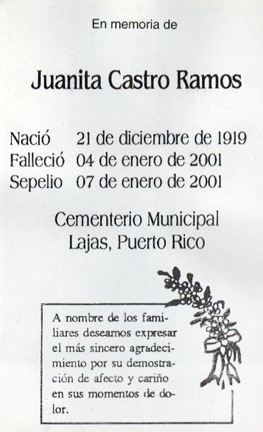 En memoria de
Juanita Castro Ramos
Nació 21 de diciembre de 1919
Falleció 04 de enero de 2001
Sepelio 07 de enero de 2001
Cementerio Municipal
Lajas, Puerto Rico
A nombre de los fami-
liares deseamos expresar
el más sincero agradeci-
miento por su demostra-
ción de afecto y cariño
en sus momentos de do-
lor.